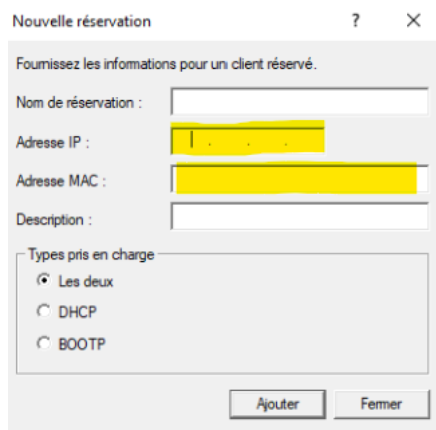 Nouvelle réservation ? ×
Fournissez les informations pour un client réservé.
Nom de réservation :
Adresse IP : . . .
Adresse MAC :
Description :
Types pris en charge
Les deux
DHCP
BOOTP
Ajouter Fermer